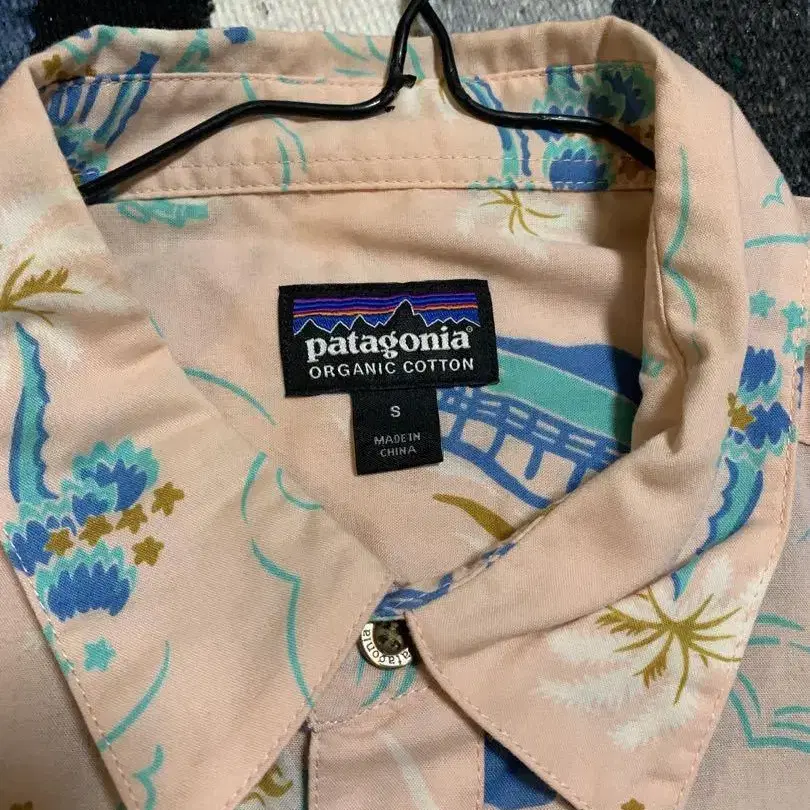 patagonia®
ORGANIC COTTON
S
MADE IN
CHINA
patagonia